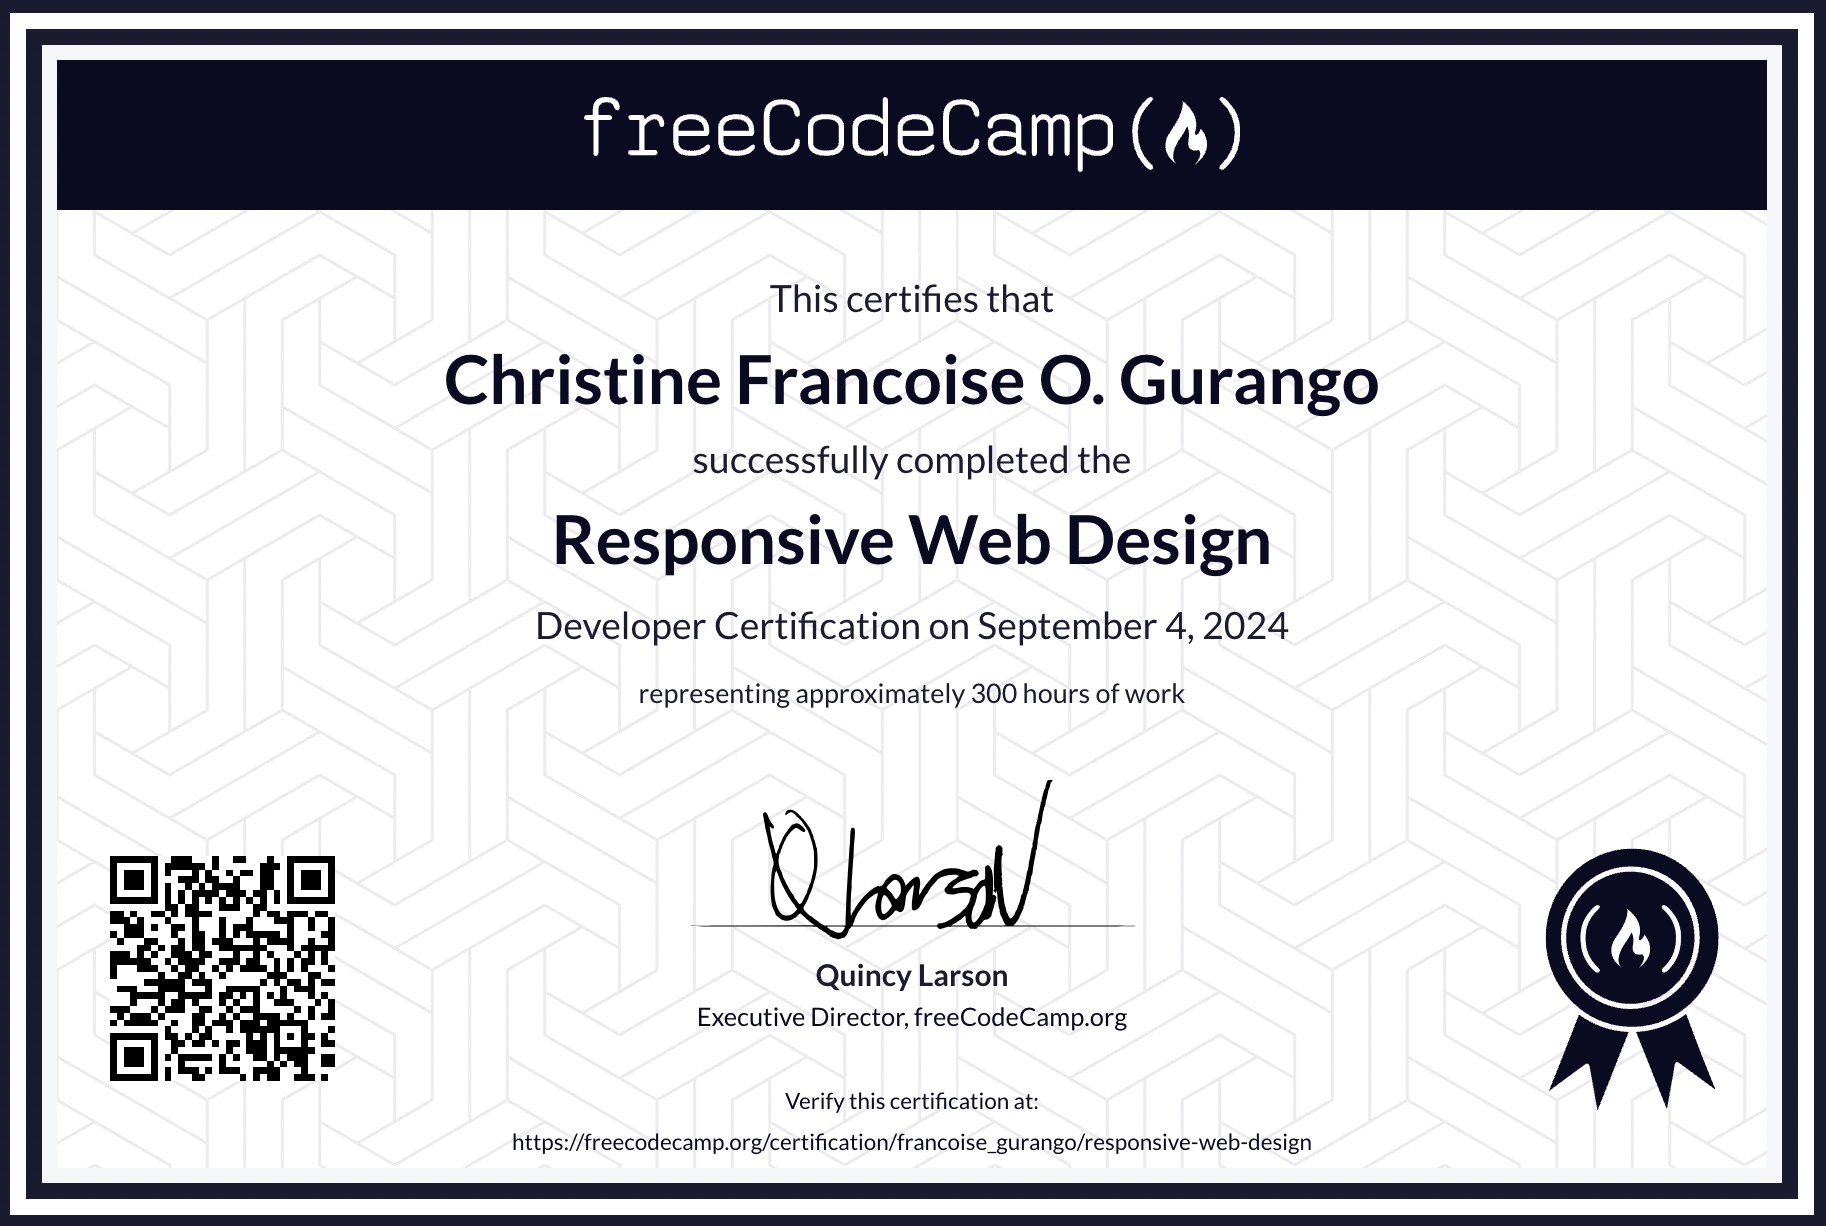 freeCodeCamp(🔥)
This certifies that
Christine Francoise O. Gurango
successfully completed the
Responsive Web Design
Developer Certification on September 4, 2024
representing approximately 300 hours of work
Q Larson
Quincy Larson
Executive Director, freeCodeCamp.org
Verify this certification at:
https://freecodecamp.org/certification/francoise_gurango/responsive-web-design